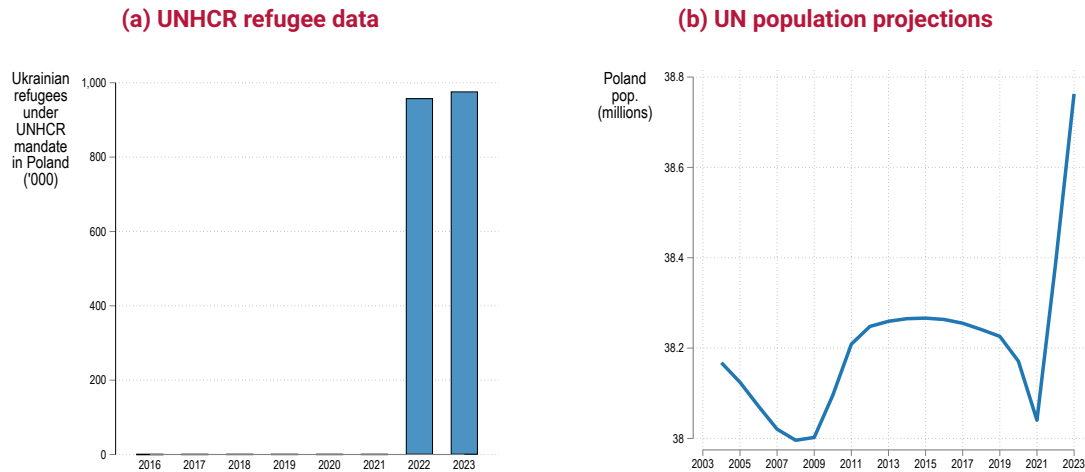 (a) UNHCR refugee data
Ukrainian
refugees
under
UNHCR
mandate
in Poland
('000)
1,000
800
600
400
200
0
2016 2017 2018 2019 2020 2021 2022 2023
(b) UN population projections
Poland
pop.
(millions)
38.8
38.6
38.4
38.2
38
2003 2005 2007 2009 2011 2013 2015 2017 2019 2021 2023